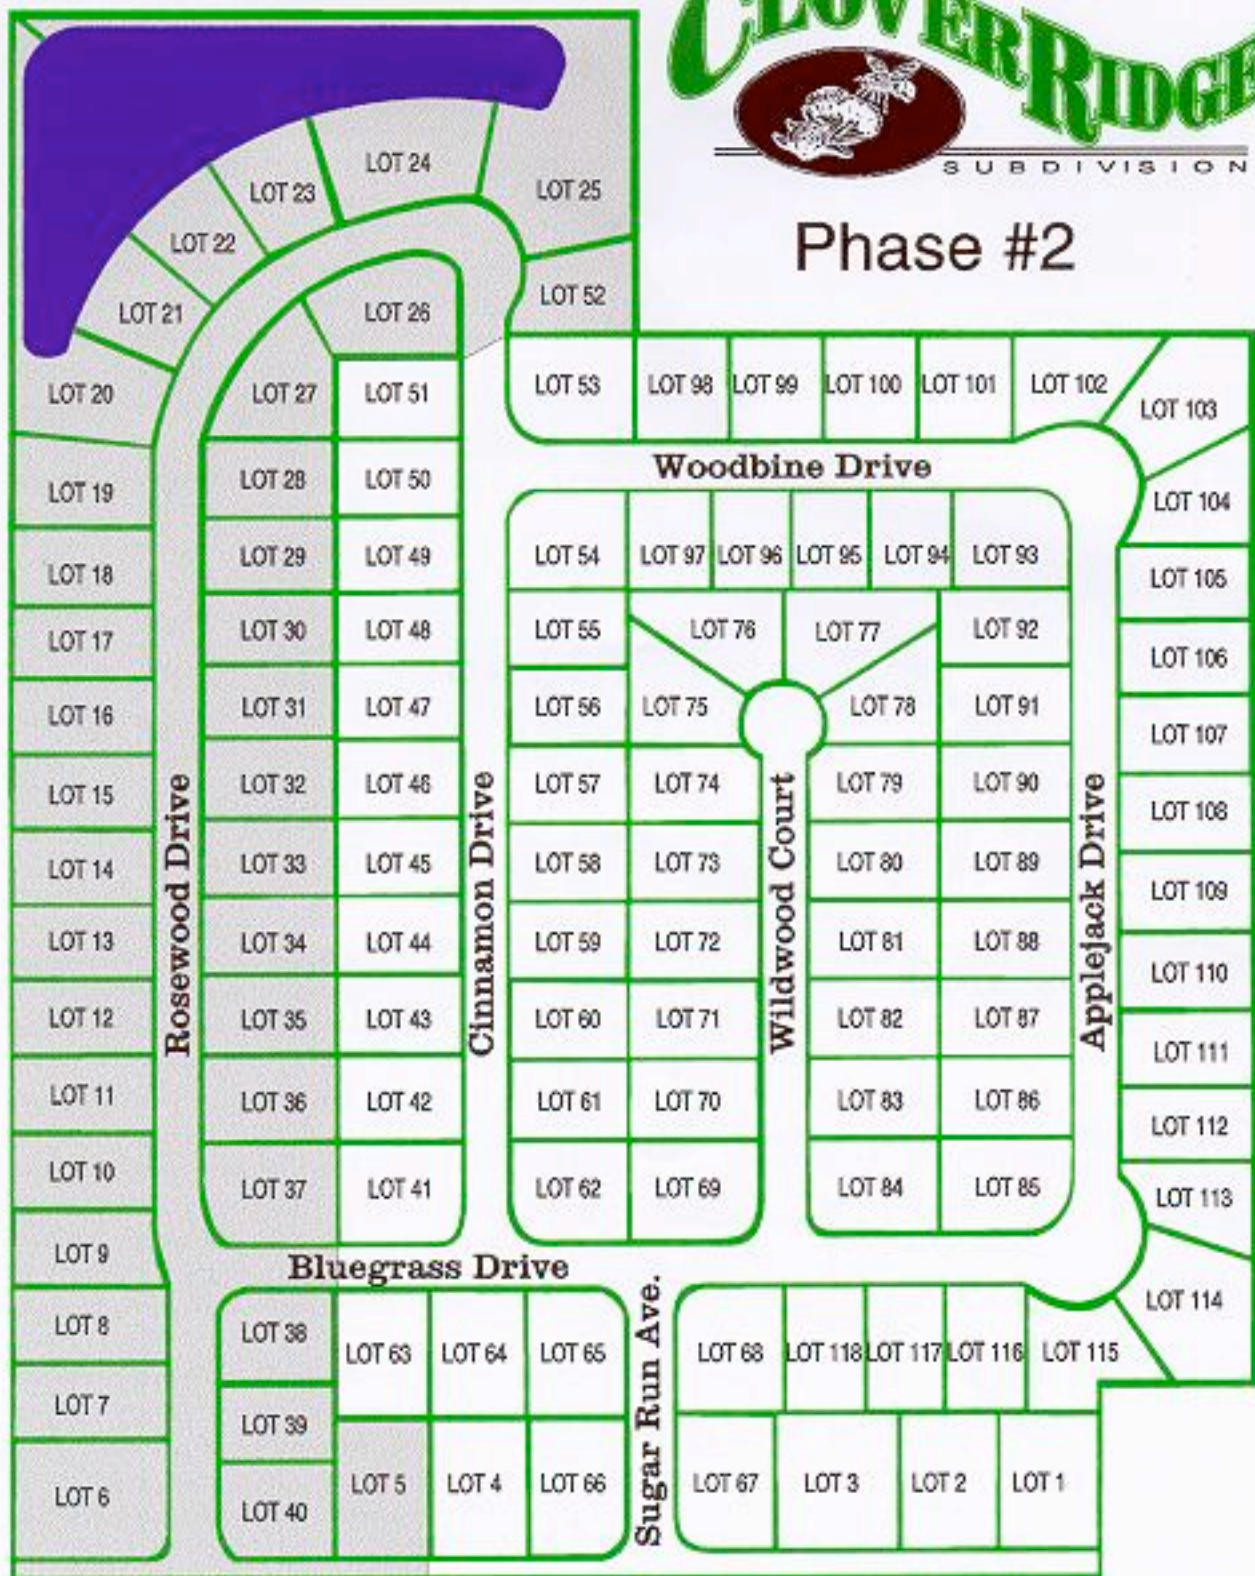 CLOVER RIDGE
SUBDIVISION
Phase #2
LOT 24
LOT 23
LOT 25
LOT 22
LOT 52
LOT 21
LOT 26
LOT 20
LOT 27
LOT 51
LOT 53
LOT 98
LOT 99
LOT 100
LOT 101
LOT 102
LOT 103
Woodbine Drive
LOT 19
LOT 28
LOT 50
LOT 104
LOT 18
LOT 29
LOT 49
LOT 54
LOT 97
LOT 96
LOT 95
LOT 94
LOT 93
LOT 105
LOT 17
LOT 30
LOT 48
LOT 55
LOT 76
LOT 77
LOT 92
LOT 106
LOT 16
LOT 31
LOT 47
LOT 56
LOT 75
LOT 78
LOT 91
LOT 107
LOT 15
LOT 32
LOT 46
LOT 57
LOT 74
LOT 79
LOT 90
LOT 108
Rosewood Drive
Cinnamon Drive
Wildwood Court
Applejack Drive
LOT 14
LOT 33
LOT 45
LOT 58
LOT 73
LOT 80
LOT 89
LOT 109
LOT 13
LOT 34
LOT 44
LOT 59
LOT 72
LOT 81
LOT 88
LOT 110
LOT 12
LOT 35
LOT 43
LOT 60
LOT 71
LOT 82
LOT 87
LOT 111
LOT 11
LOT 36
LOT 42
LOT 61
LOT 70
LOT 83
LOT 86
LOT 112
LOT 10
LOT 37
LOT 41
LOT 62
LOT 69
LOT 84
LOT 85
LOT 113
LOT 9
Bluegrass Drive
LOT 114
LOT 8
LOT 38
LOT 63
LOT 64
LOT 65
Sugar Run Ave.
LOT 68
LOT 118
LOT 117
LOT 116
LOT 115
LOT 7
LOT 39
LOT 6
LOT 40
LOT 5
LOT 4
LOT 66
LOT 67
LOT 3
LOT 2
LOT 1